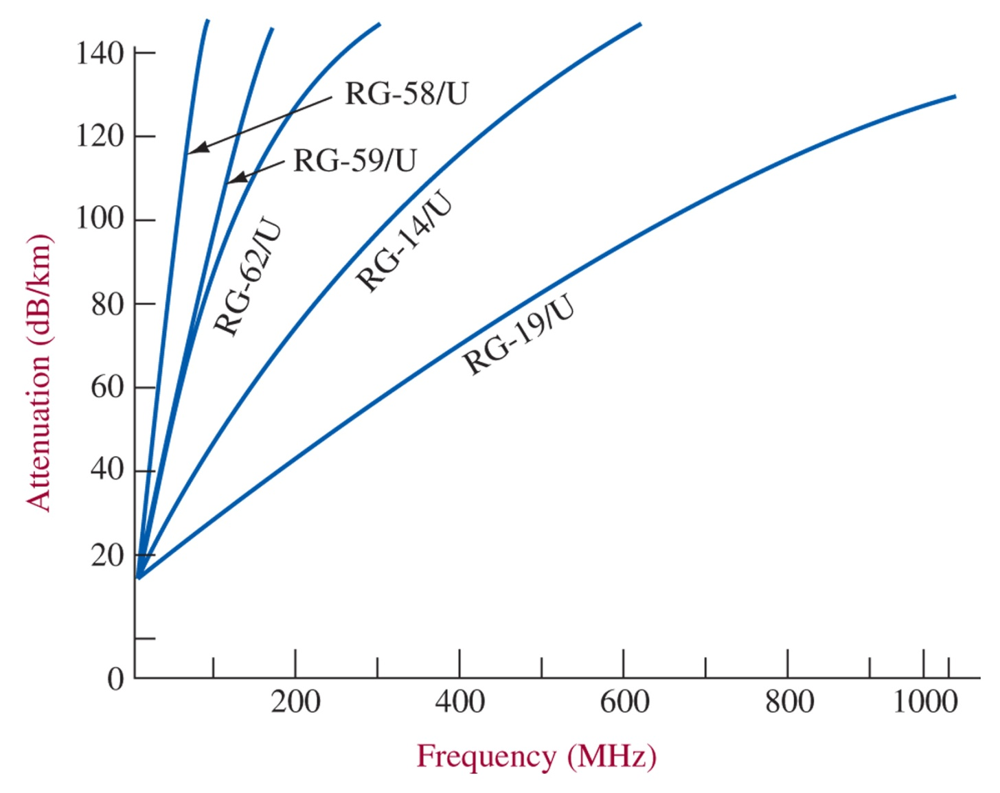 140
RG-58/U
120
RG-59/U
100
RG-62/U
RG-14/U
80
RG-19/U
60
40
20
0
200 400 600 800 1000
Attenuation (dB/km)
Frequency (MHz)